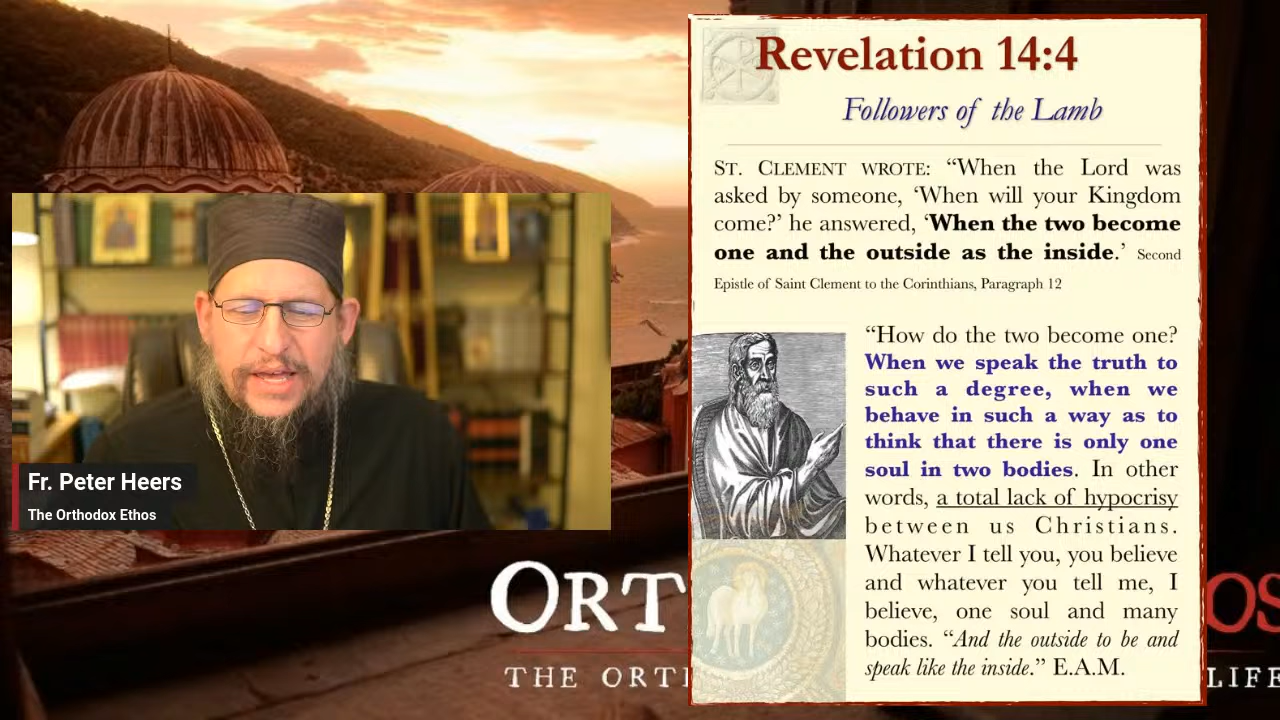 Revelation 14:4
Followers of the Lamb
ST. CLEMENT WROTE: “When the Lord was
asked by someone, ‘When will your Kingdom
come?’ he answered, ‘When the two become
one and the outside as the inside.’ Second
Epistle of Saint Clement to the Corinthians, Paragraph 12
“How do the two become one?
When we speak the truth to
such a degree, when we
behave in such a way as to
think that there is only one
soul in two bodies. In other
words, a total lack of hypocrisy
between us Christians.
Whatever I tell you, you believe
and whatever you tell me, I
believe, one soul and many
bodies. “And the outside to be and
speak like the inside.” E.A.M.
Fr. Peter Heers
The Orthodox Ethos
ORT OS
THE ORT LIFE